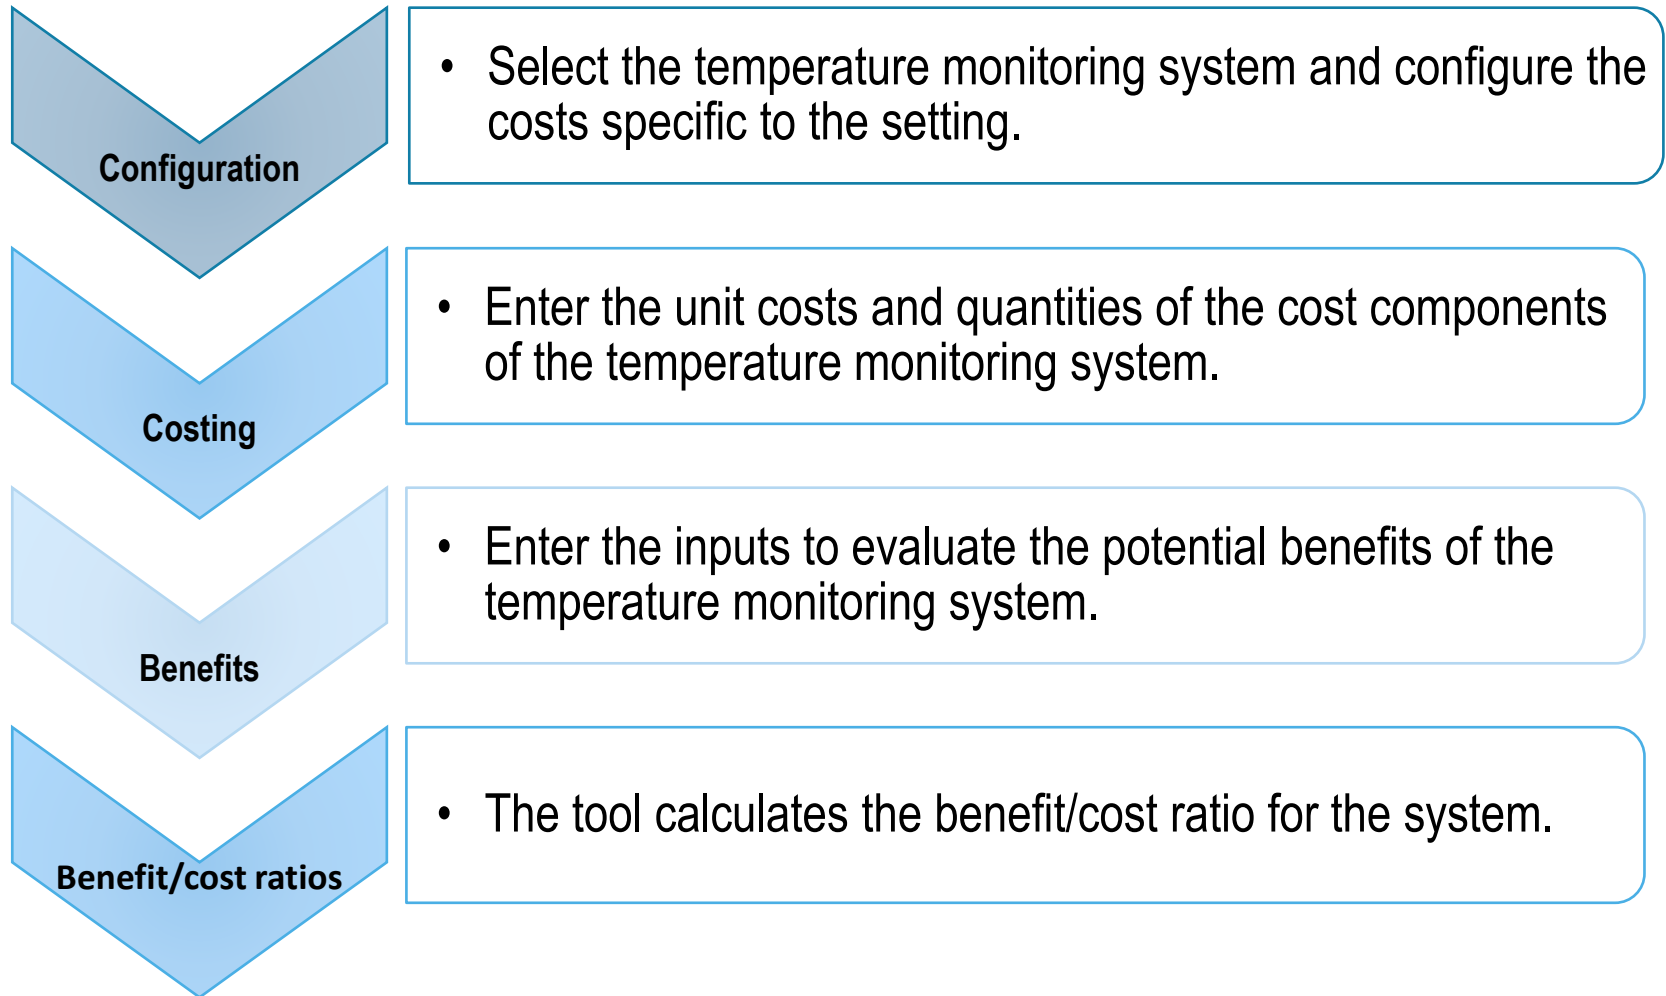 Configuration
• Select the temperature monitoring system and configure the
costs specific to the setting.
Costing
• Enter the unit costs and quantities of the cost components
of the temperature monitoring system.
Benefits
• Enter the inputs to evaluate the potential benefits of the
temperature monitoring system.
Benefit/cost ratios
• The tool calculates the benefit/cost ratio for the system.